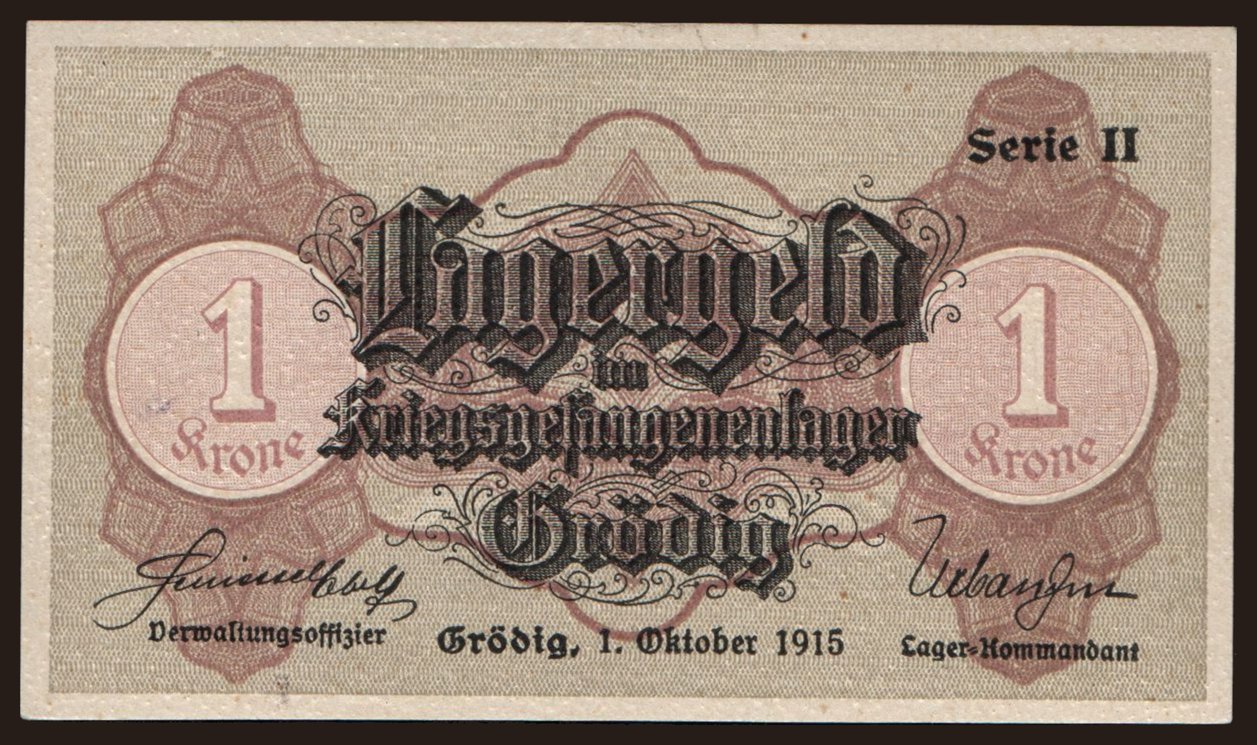 Serie II
Lagergeld
im
Kriegsgefangenenlager
Grödig
1
Krone
1
Krone
Verwaltungsoffizier
Grödig, 1. Oktober 1915
Lager-Kommandant